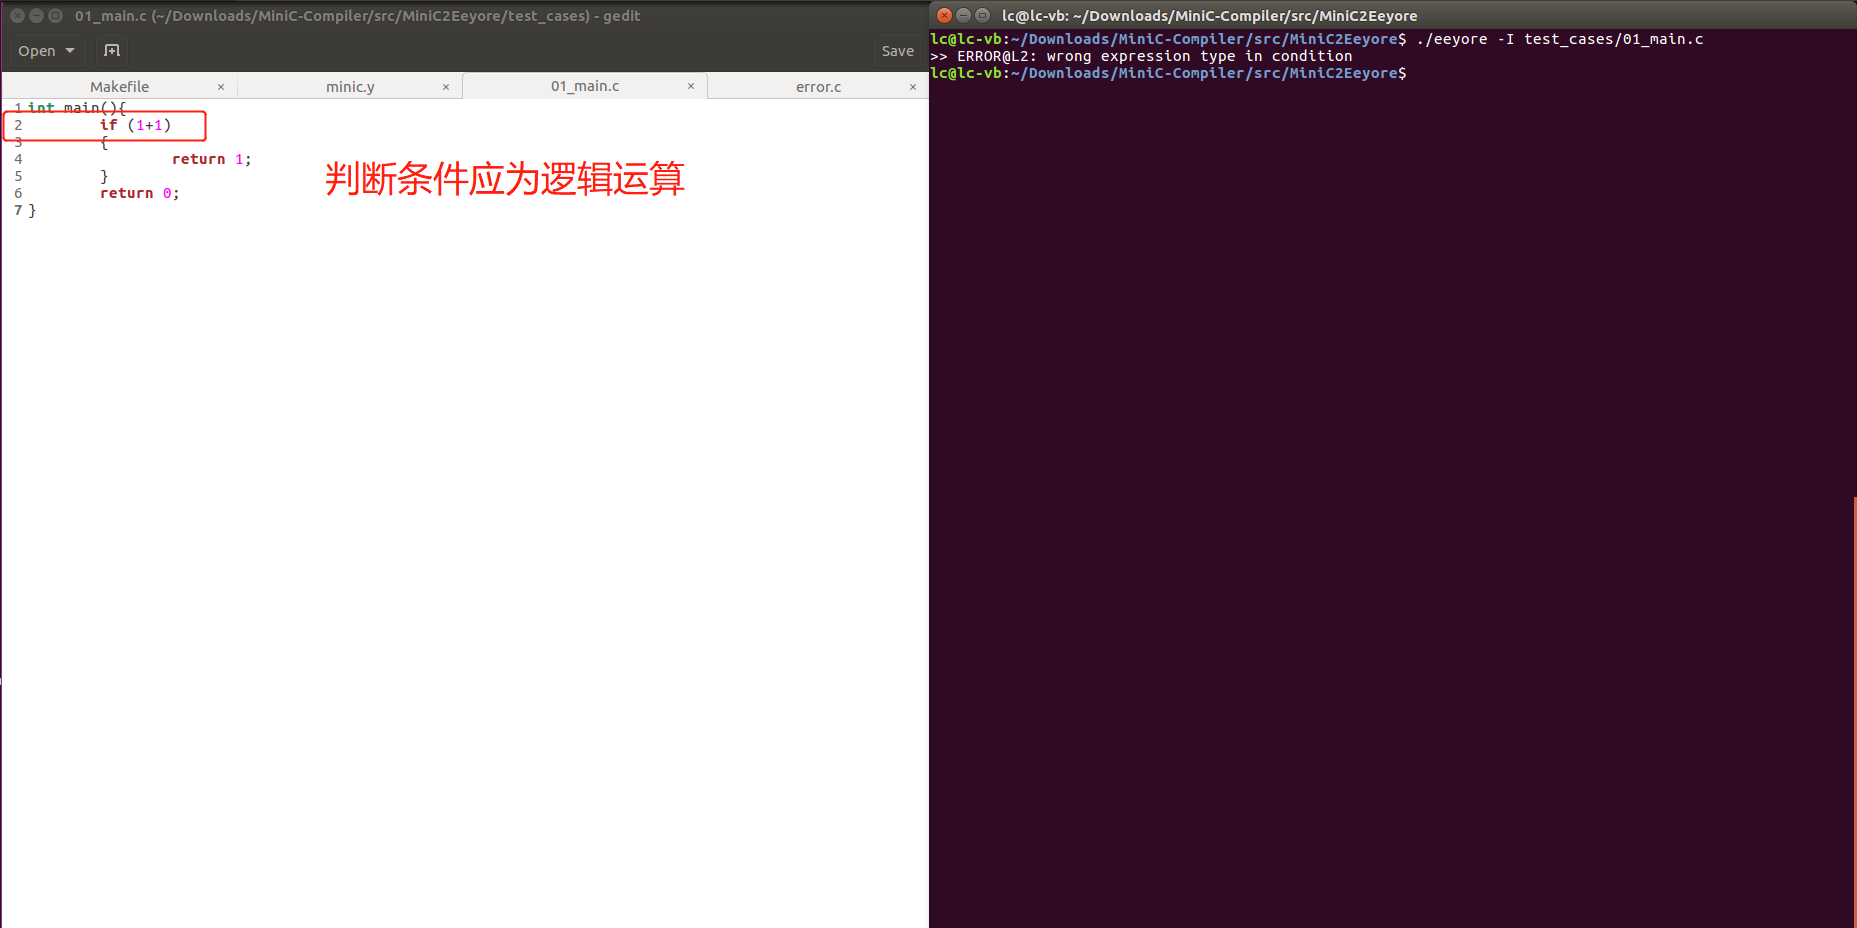 01_main.c (~/Downloads/MiniC-Compiler/src/MiniC2Eeyore/test_cases) - gedit
Open
Save
Makefile × minic.y × 01_main.c × error.c ×
1 int main(){
2 if (1+1)
3 {
4 return 1;
5 }
6 return 0;
7 }
判断条件应为逻辑运算
lc@lc-vb: ~/Downloads/MiniC-Compiler/src/MiniC2Eeyore
lc@lc-vb:~/Downloads/MiniC-Compiler/src/MiniC2Eeyore$ ./eeyore -I test_cases/01_main.c
>> ERROR@L2: wrong expression type in condition
lc@lc-vb:~/Downloads/MiniC-Compiler/src/MiniC2Eeyore$